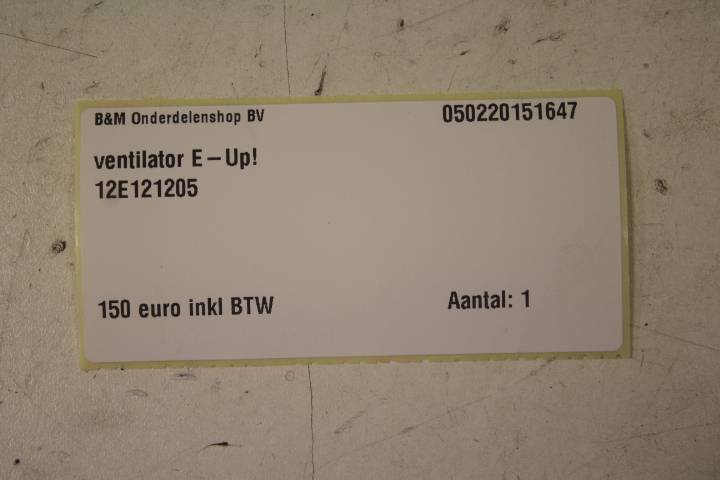 B&M Onderdelenshop BV 050220151647
ventilator E-Up!
12E121205
150 euro inkl BTW Aantal: 1